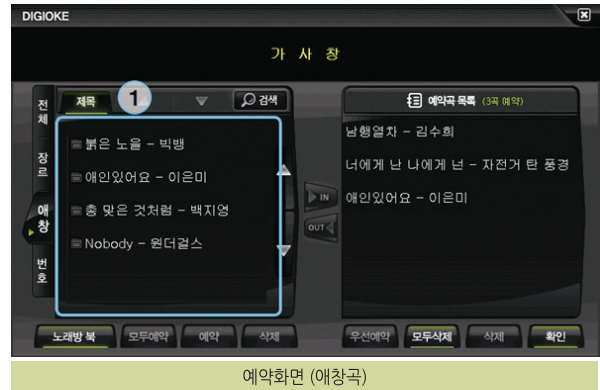 DIGIOKE
가 사 창
전체
장르
애창
번호
제목
1
검색
붉은 노을 - 빅뱅
애인있어요 - 이은미
총 맞은 것처럼 - 백지영
Nobody - 원더걸스
IN
OUT
예약곡 목록 (3곡 예약)
남행열차 - 김수희
너에게 난 나에게 넌 - 자전거 탄 풍경
애인있어요 - 이은미
노래방 북 모두예약 예약 삭제
우선예약 모두삭제 삭제 확인
예약화면 (애창곡)